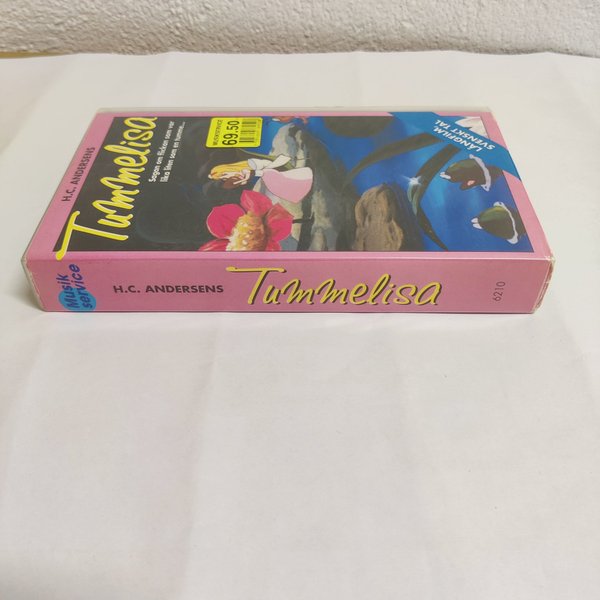 H.C. ANDERSENS
Tummelisa
Sagan om flickan som var
lika liten som en tumme...
MUSIKSERVICE
69.50
LÅNGFILM
SVENSKT TAL
Musik
service
H.C. ANDERSENS
Tummelisa
6210